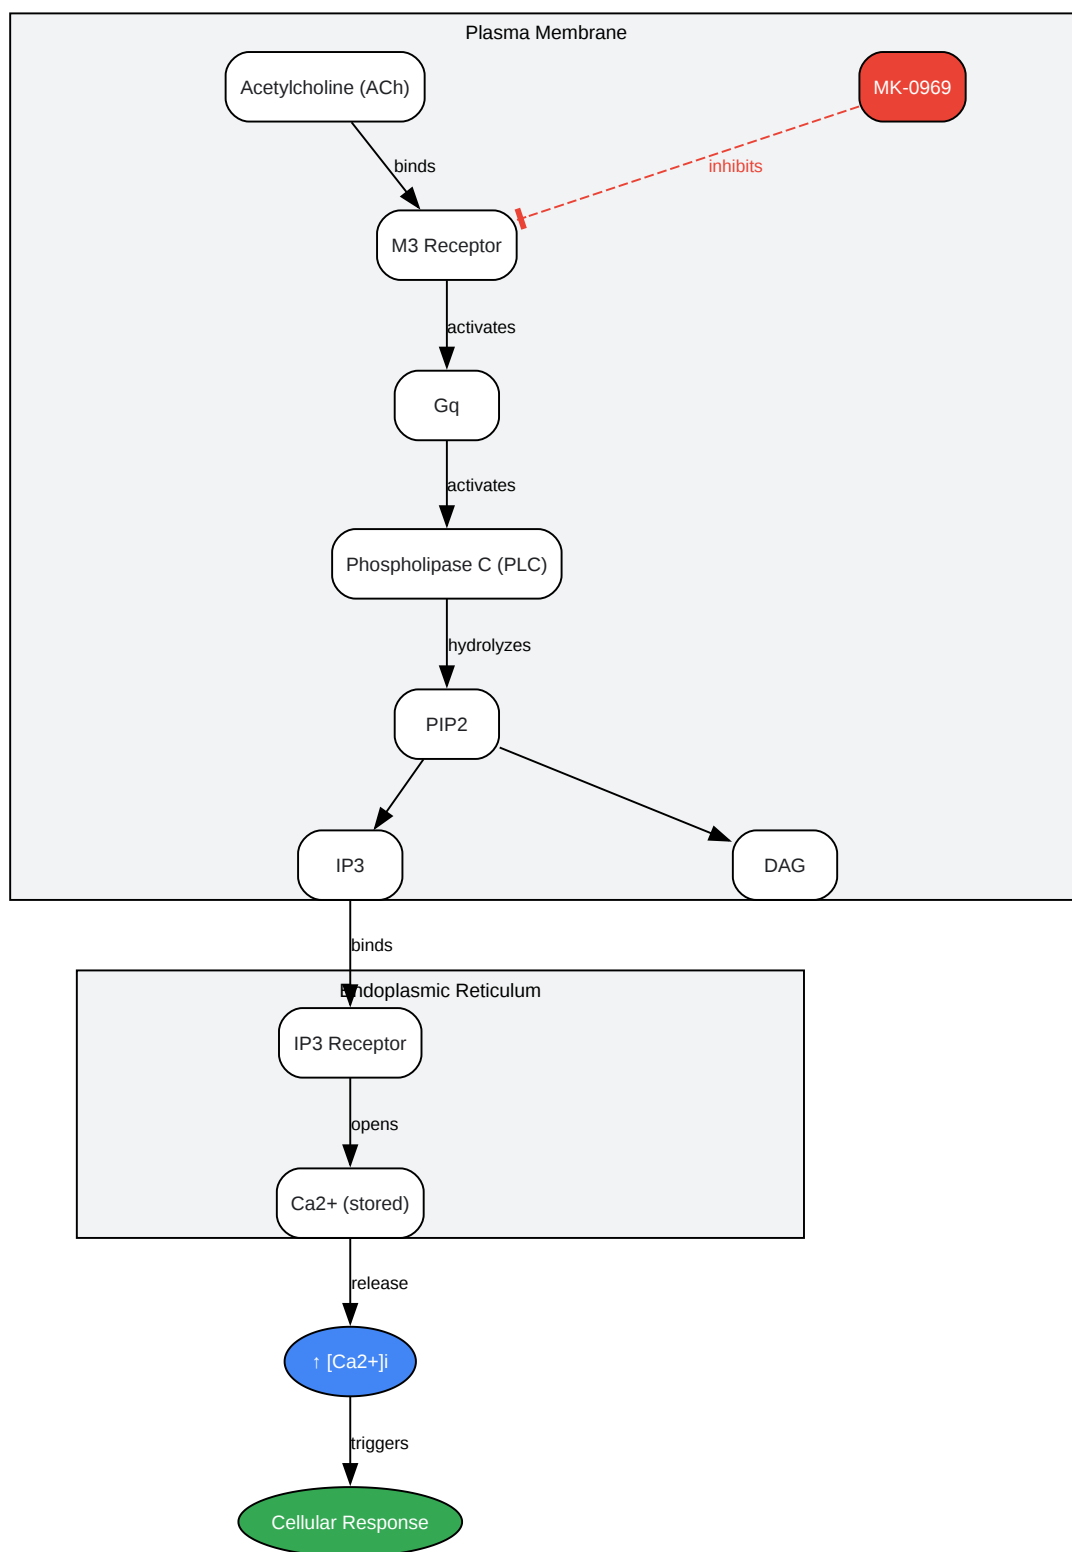 Plasma Membrane
Acetylcholine (ACh)
MK-0969
binds
inhibits
M3 Receptor
activates
Gq
activates
Phospholipase C (PLC)
hydrolyzes
PIP2
IP3
DAG
binds
Endoplasmic Reticulum
IP3 Receptor
opens
Ca2+ (stored)
release
↑ [Ca2+]i
triggers
Cellular Response